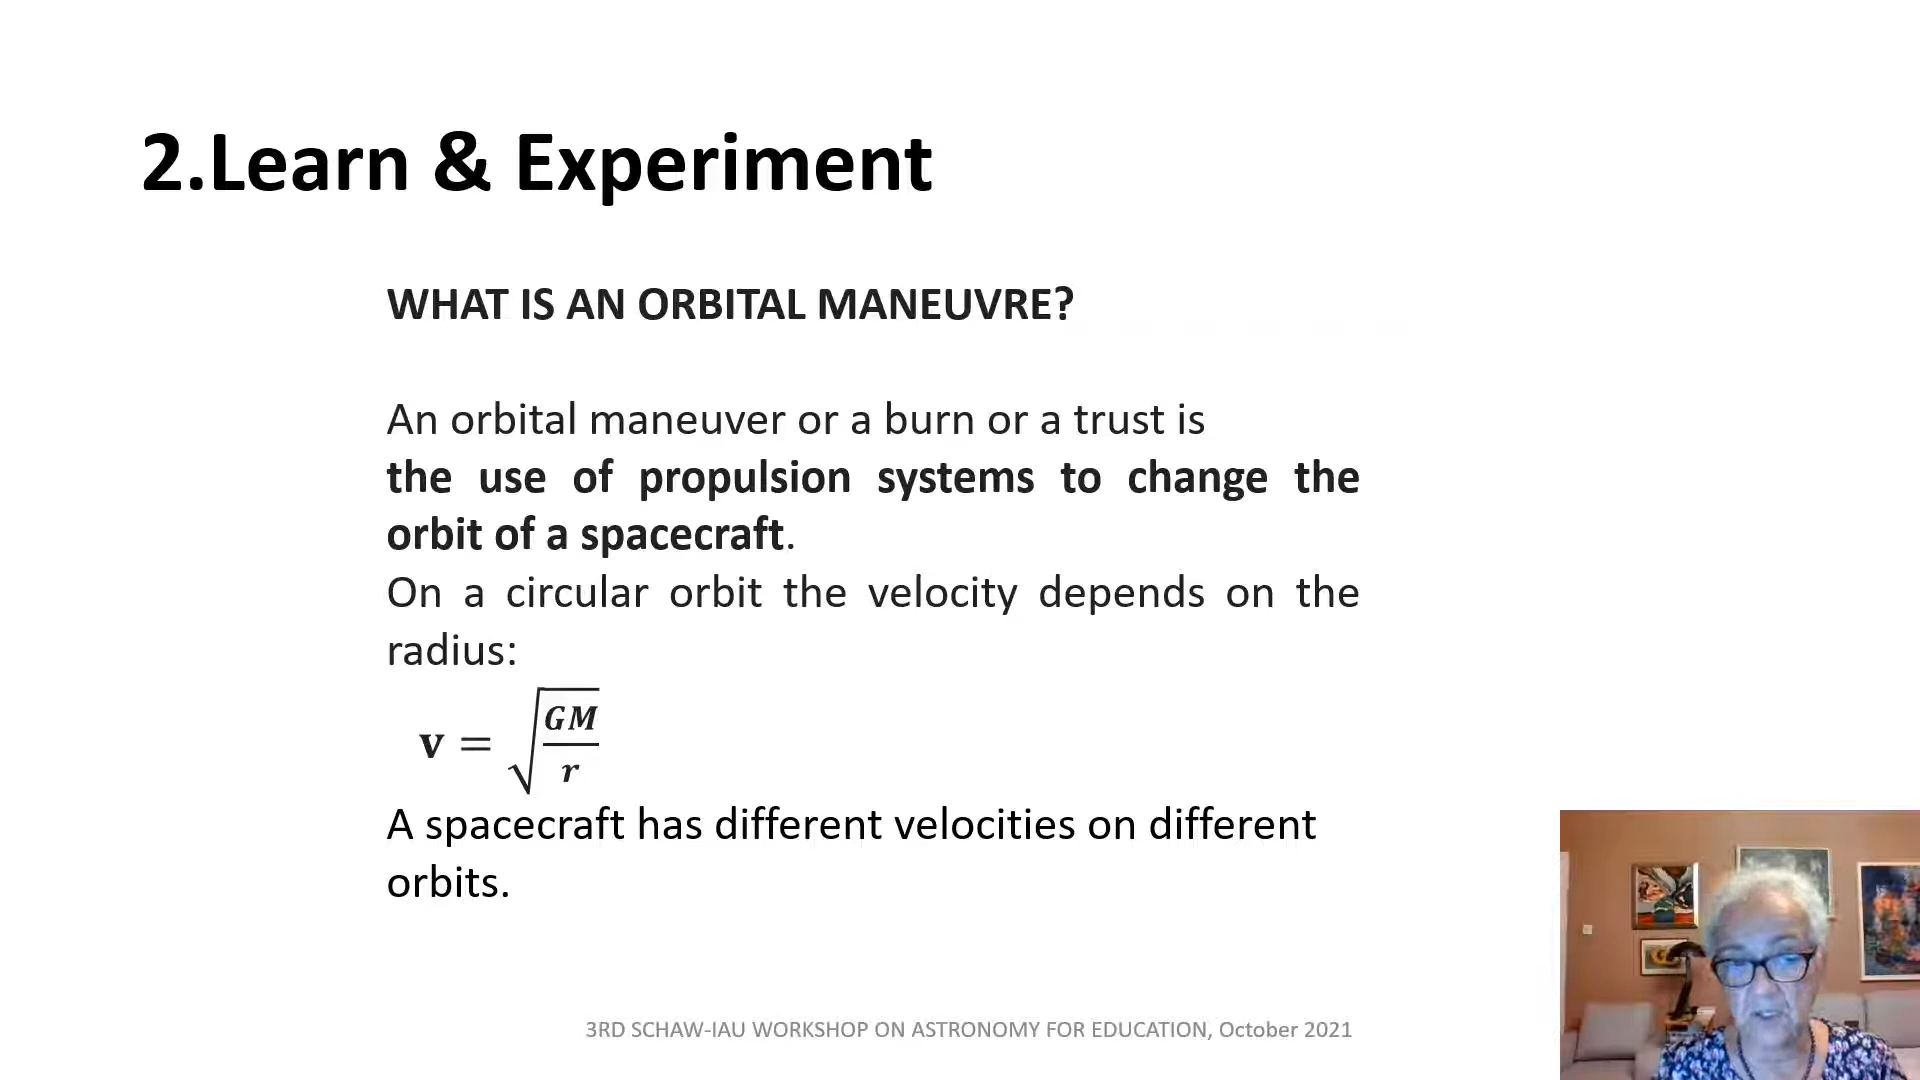 2.Learn & Experiment
WHAT IS AN ORBITAL MANEUVRE?
An orbital maneuver or a burn or a trust is
the use of propulsion systems to change the
orbit of a spacecraft.
On a circular orbit the velocity depends on the
radius:
v = √(GM/r)
A spacecraft has different velocities on different
orbits.
3RD SCHAW-IAU WORKSHOP ON ASTRONOMY FOR EDUCATION, October 2021